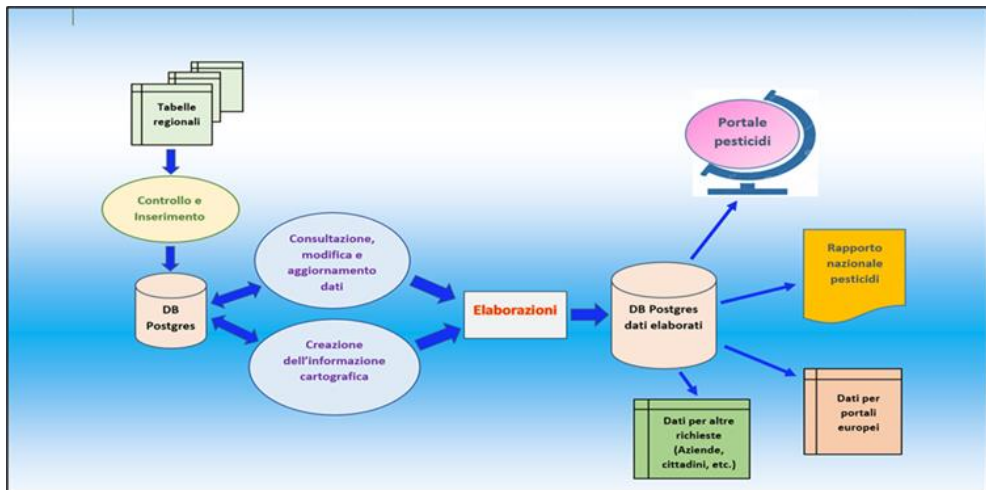 Tabelle
regionali
Controllo e
Inserimento
DB
Postgres
Consultazione,
modifica e
aggiornamento
dati
Creazione
dell'informazione
cartografica
Elaborazioni
DB Postgres
dati elaborati
Portale
pesticidi
Rapporto
nazionale
pesticidi
Dati per
portali
europei
Dati per altre
richieste
(Aziende,
cittadini, etc.)